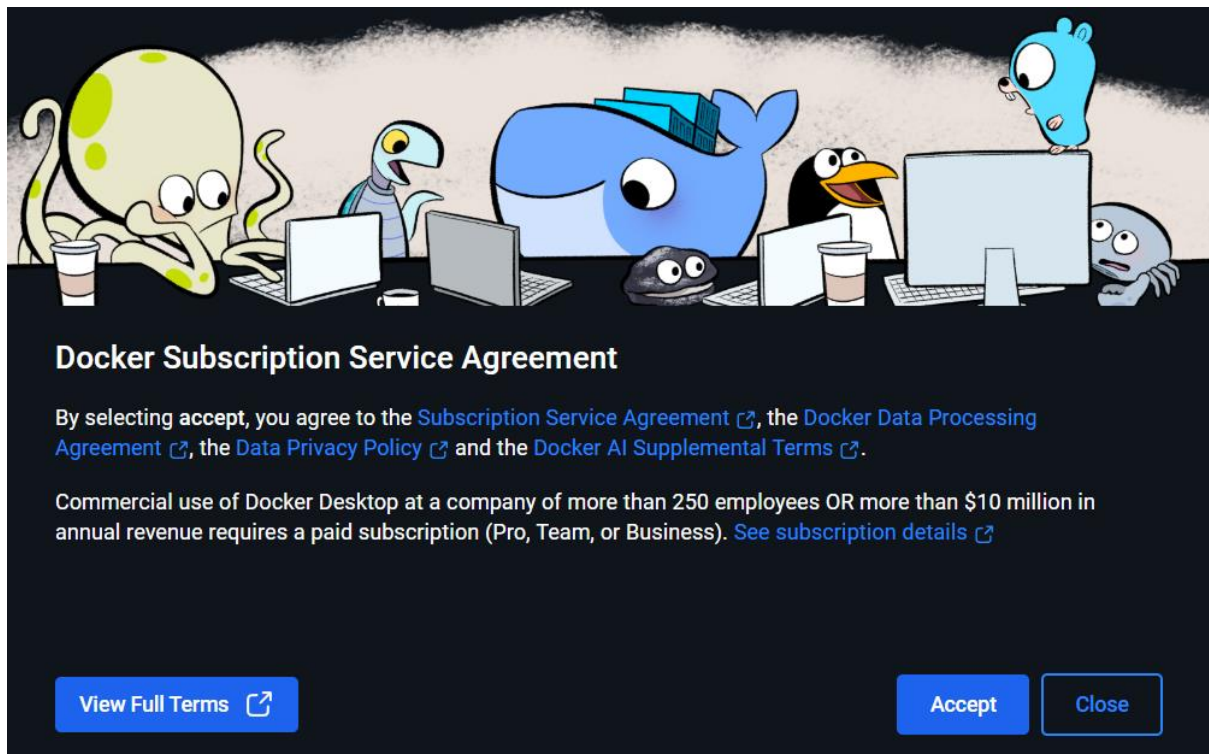 Docker Subscription Service Agreement
By selecting accept, you agree to the Subscription Service Agreement, the Docker Data Processing
Agreement, the Data Privacy Policy and the Docker AI Supplemental Terms.
Commercial use of Docker Desktop at a company of more than 250 employees OR more than $10 million in
annual revenue requires a paid subscription (Pro, Team, or Business). See subscription details
View Full Terms
Accept
Close